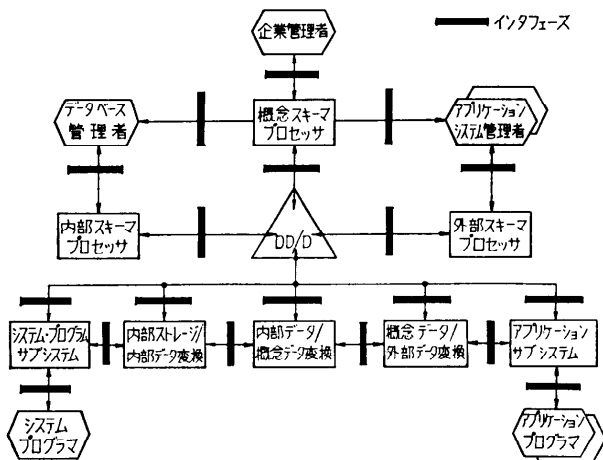 企業管理者
インタフェーズ
データベース
管理者
概念スキーマ
プロセッサ
アプリケーション
システム管理者
内部スキーマ
プロセッサ
DD/D
外部スキーマ
プロセッサ
システム・プログラム
サブシステム
内部ストレージ/
内部データ変換
内部データ/
概念データ変換
概念データ/
外部データ変換
アプリケーション
サブシステム
システム
プログラマ
アプリケーション
プログラマ